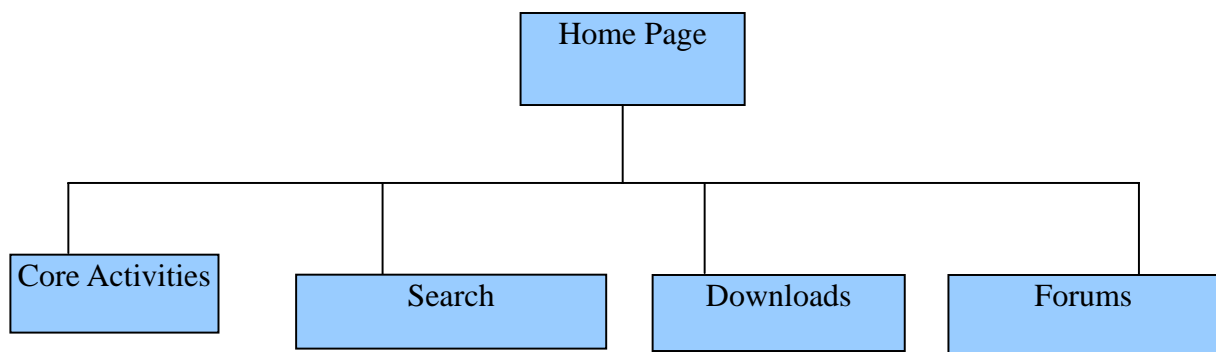 Home Page
Core Activities
Search
Downloads
Forums